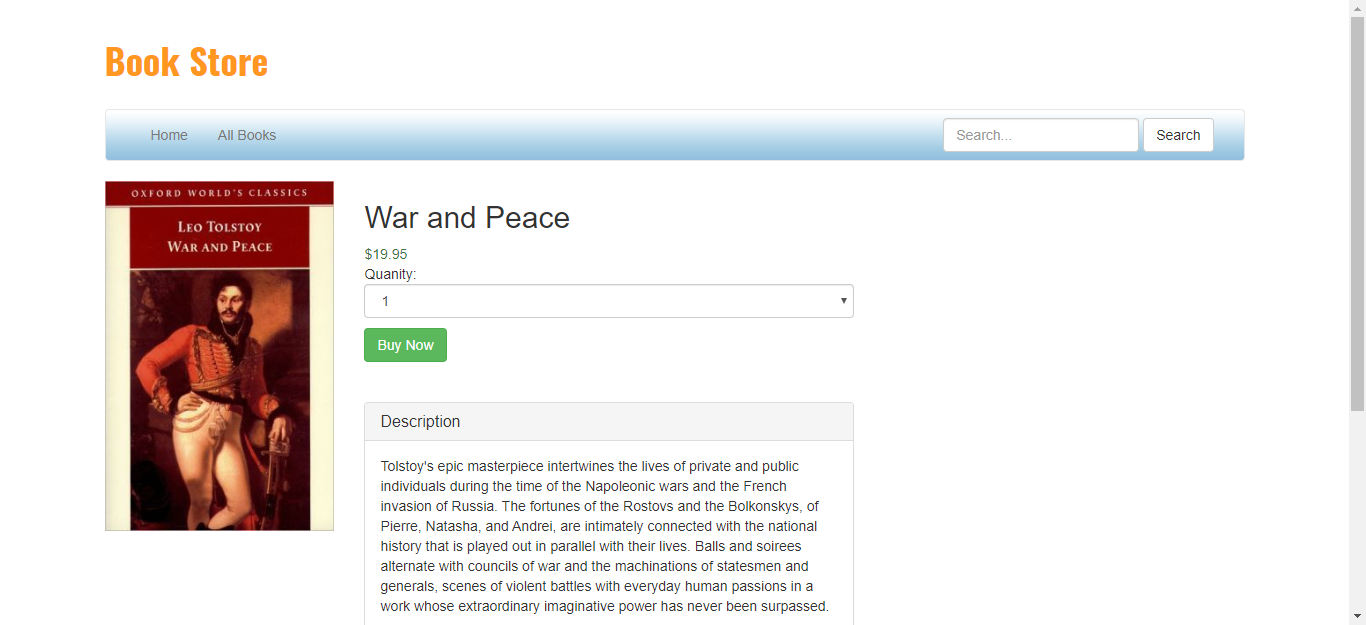 Book Store
Home
All Books
Search...
Search
OXFORD WORLD'S CLASSICS
LEO TOLSTOY
WAR AND PEACE
War and Peace
$19.95
Quanity:
1
Buy Now
Description
Tolstoy's epic masterpiece intertwines the lives of private and public
individuals during the time of the Napoleonic wars and the French
invasion of Russia. The fortunes of the Rostovs and the Bolkonskys, of
Pierre, Natasha, and Andrei, are intimately connected with the national
history that is played out in parallel with their lives. Balls and soirees
alternate with councils of war and the machinations of statesmen and
generals, scenes of violent battles with everyday human passions in a
work whose extraordinary imaginative power has never been surpassed.